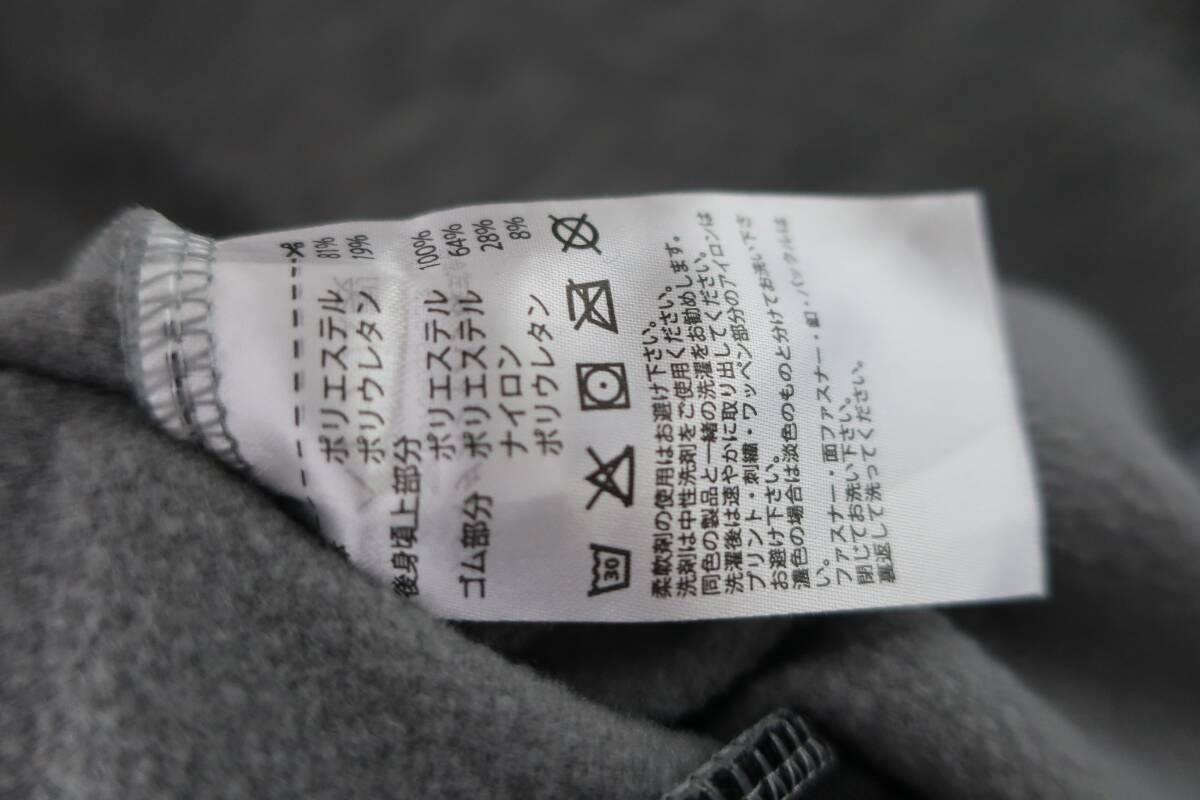 ポリエステル 81%
ポリウレタン 19%
後身頃上部分
ポリエステル 100%
ゴム部分 ポリエステル 64%
ナイロン 28%
ポリウレタン 8%
30
柔軟剤の使用はお避け下さい。
洗剤は中性洗剤をご使用ください。
同色の製品と一緒の洗濯をお勧めします。
洗濯後は速やかに取り出してください。
プリント・刺繍・ワッペン部分のアイロンは
お避け下さい。
濃色の場合は淡色のものと分けてお洗い下さ
い。
ファスナー・面ファスナー・釦・バックルは
閉じてお洗い下さい。
裏返して洗ってください。